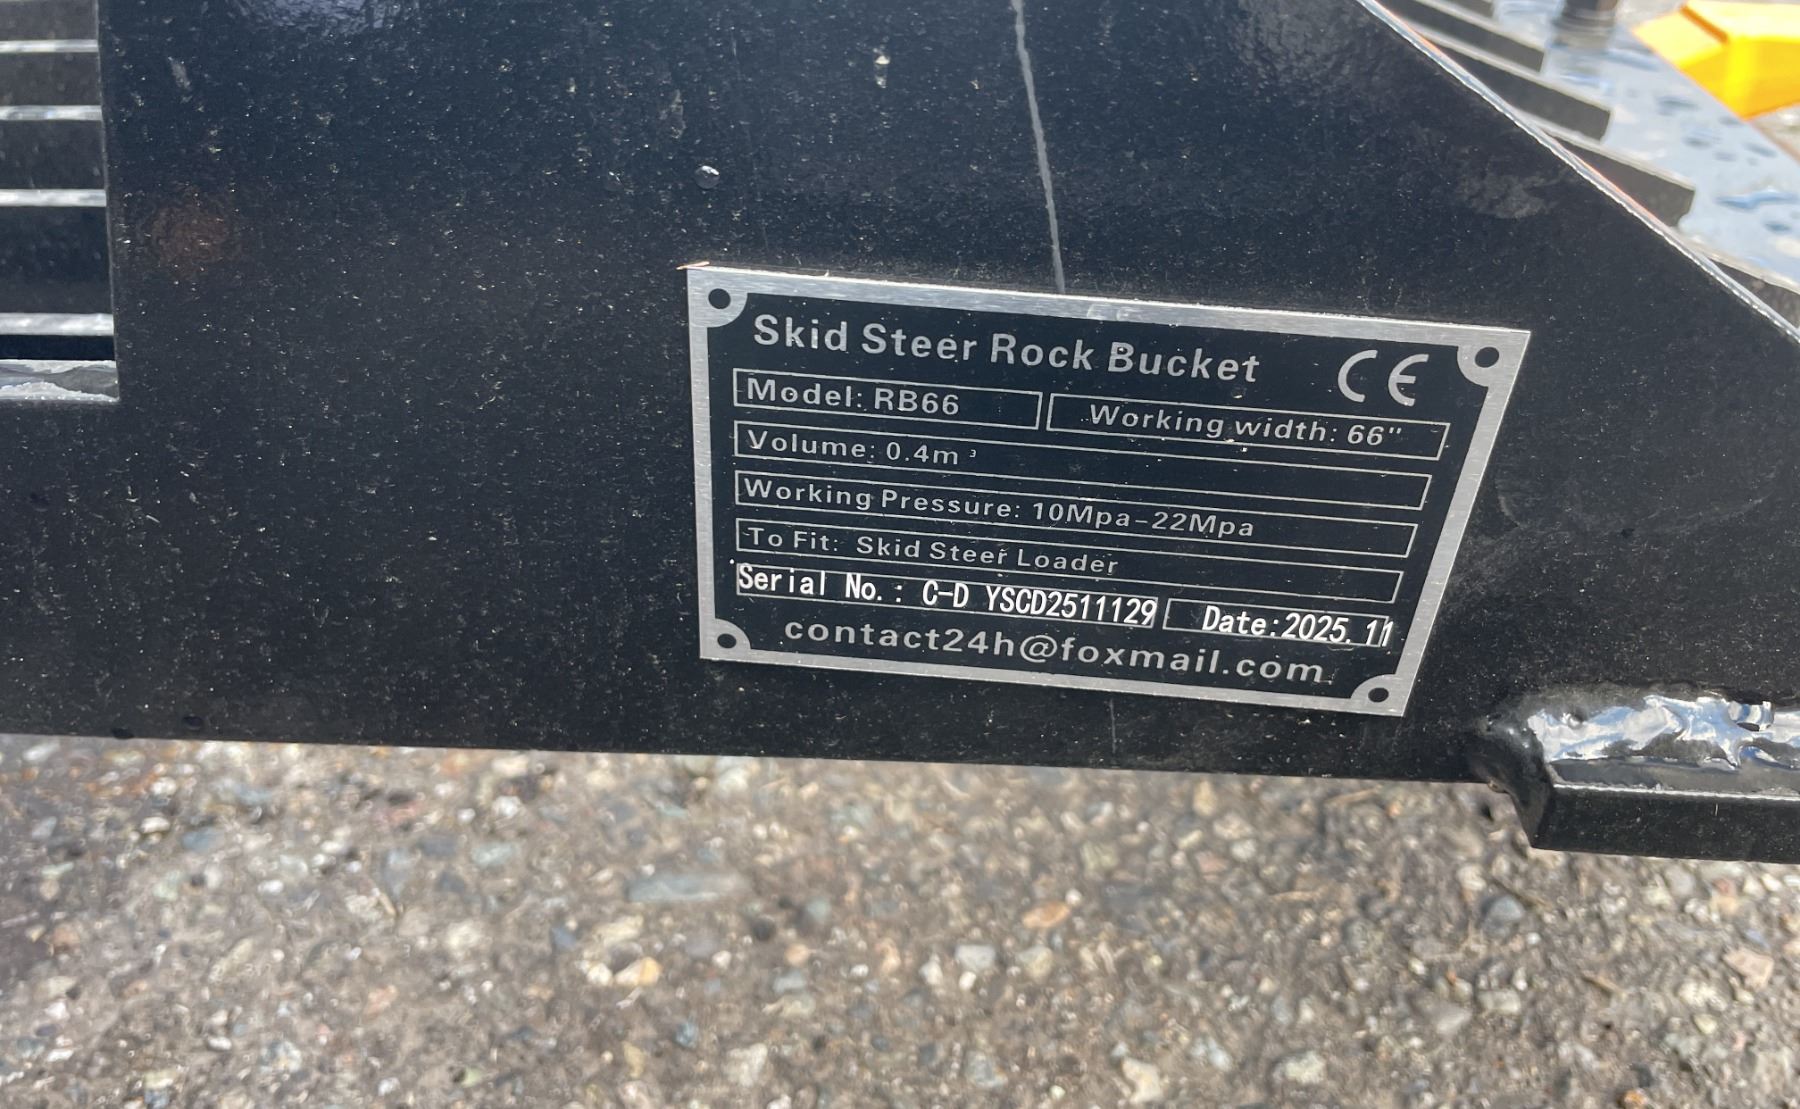 Skid Steer Rock Bucket CE
Model: RB66 Working width: 66"
Volume: 0.4m³
Working Pressure: 10Mpa-22Mpa
To Fit: Skid Steer Loader
Serial No.: C-D YSCD2511129 Date:2025.11
contact24h@foxmail.com